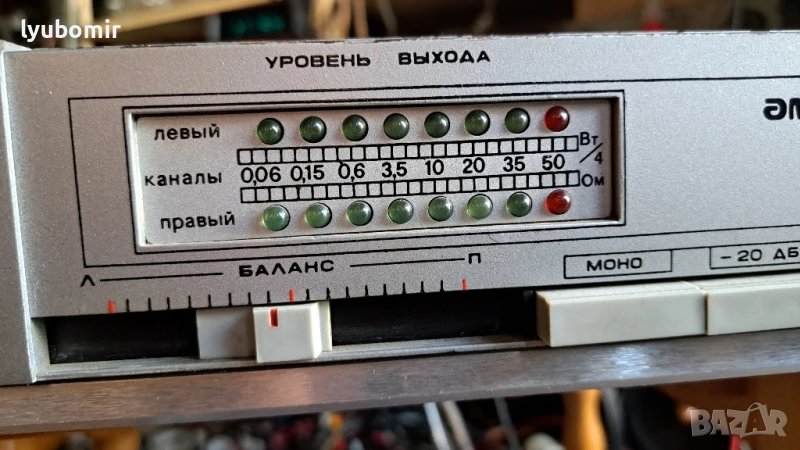 lyubomir
УРОВЕНЬ ВЫХОДА
левый
Вт/4 Ом
каналы 0,06 0,15 0,6 3,5 10 20 35 50
правый
Л БАЛАНС П
МОНО
-20 ДБ
BAZAR